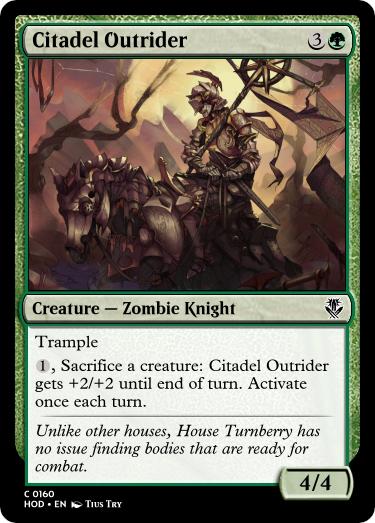 Citadel Outrider 3
Creature — Zombie Knight
Trample
1, Sacrifice a creature: Citadel Outrider
gets +2/+2 until end of turn. Activate
once each turn.
Unlike other houses, House Turnberry has
no issue finding bodies that are ready for
combat.
4/4
C 0160
HOD • EN Tius Try